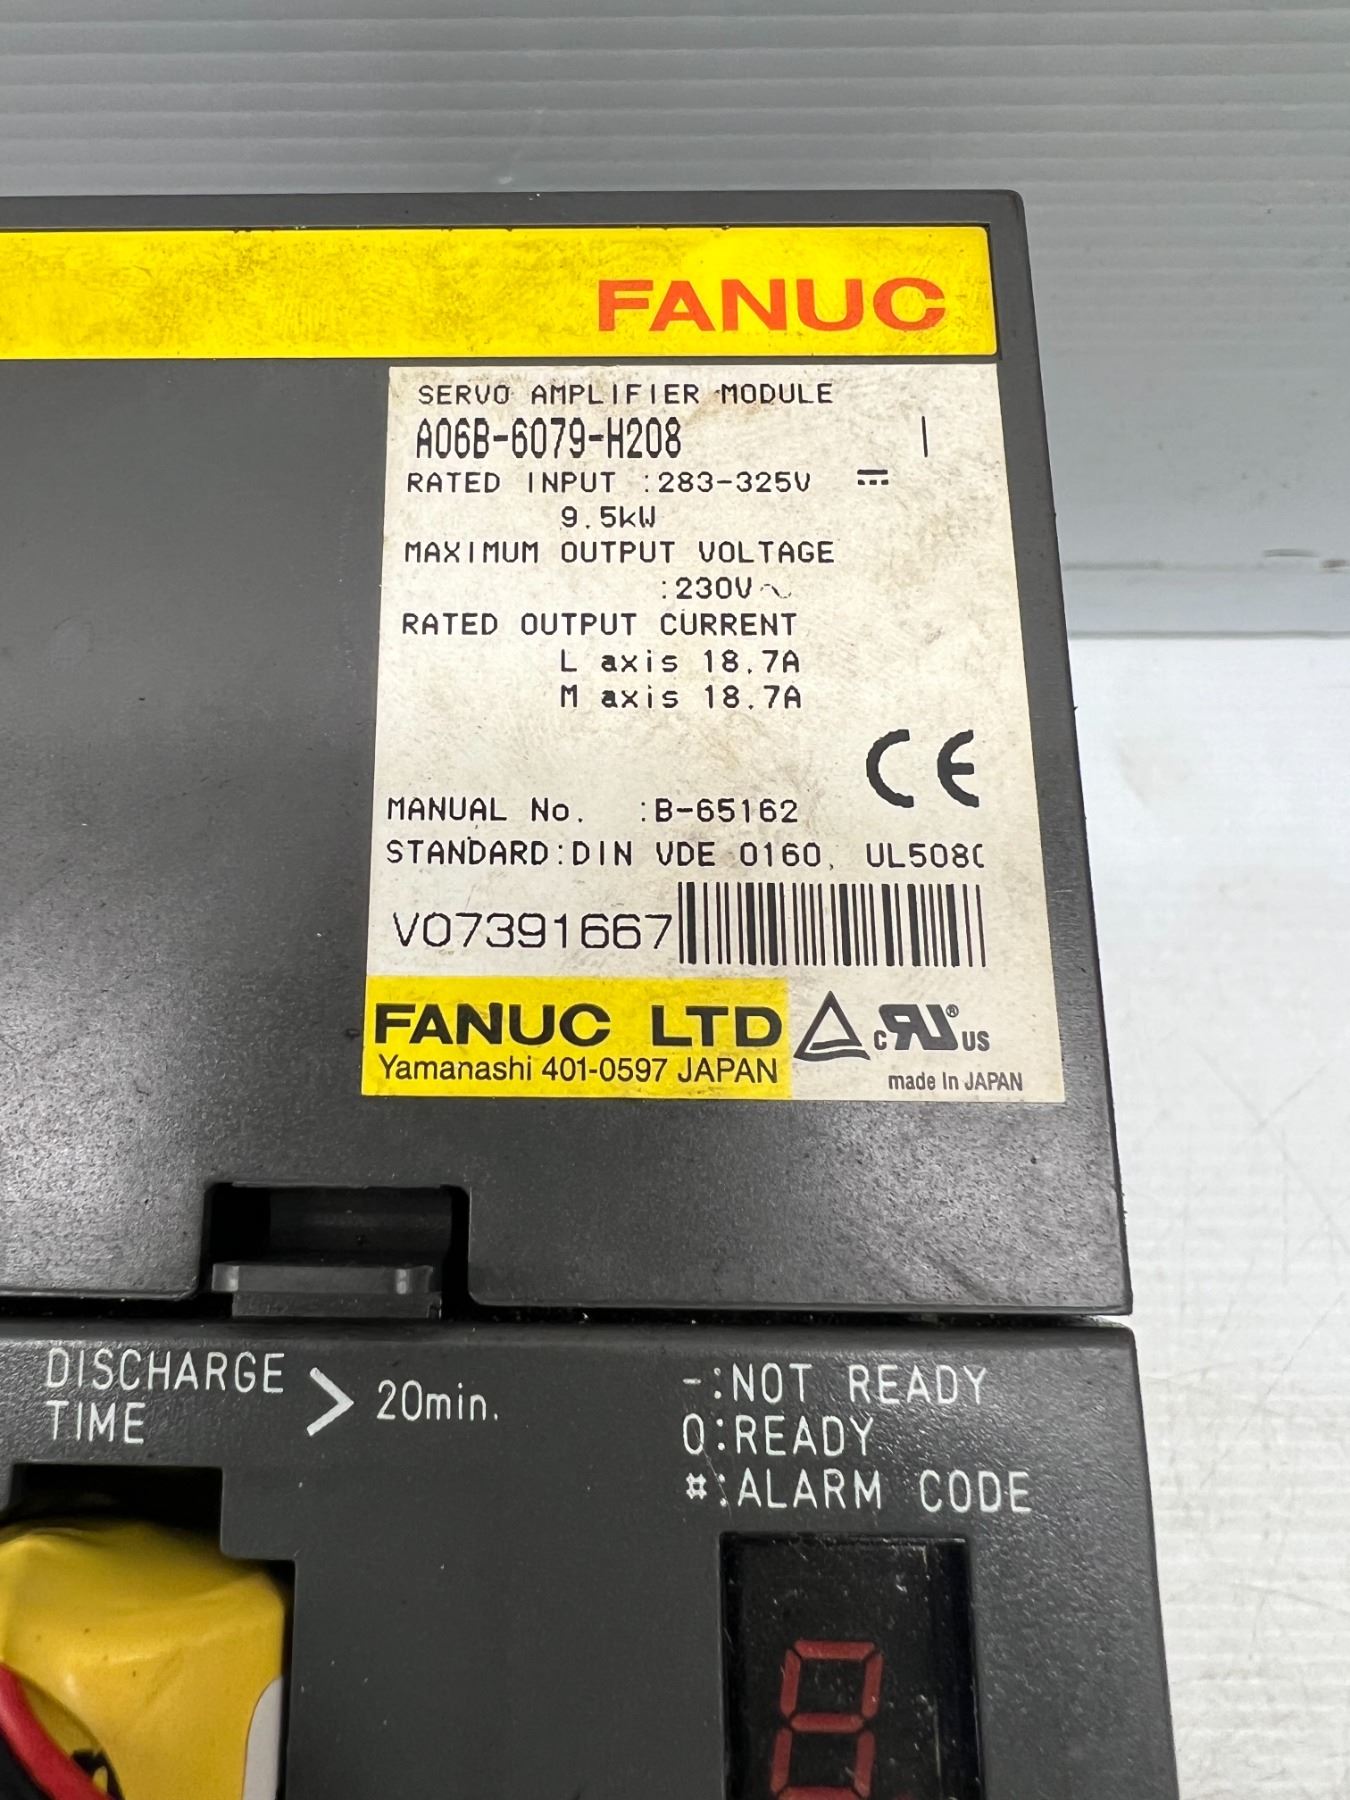 FANUC
SERVO AMPLIFIER MODULE
A06B-6079-H208 |
RATED INPUT :283-325V ⎓
9.5kW
MAXIMUM OUTPUT VOLTAGE
:230V~
RATED OUTPUT CURRENT
L axis 18.7A
M axis 18.7A
CE
MANUAL No. :B-65162
STANDARD:DIN VDE 0160, UL508C
V07391667
FANUC LTD
Yamanashi 401-0597 JAPAN
c RU® US
made In JAPAN
DISCHARGE TIME > 20min.
-:NOT READY
0:READY
#:ALARM CODE
8